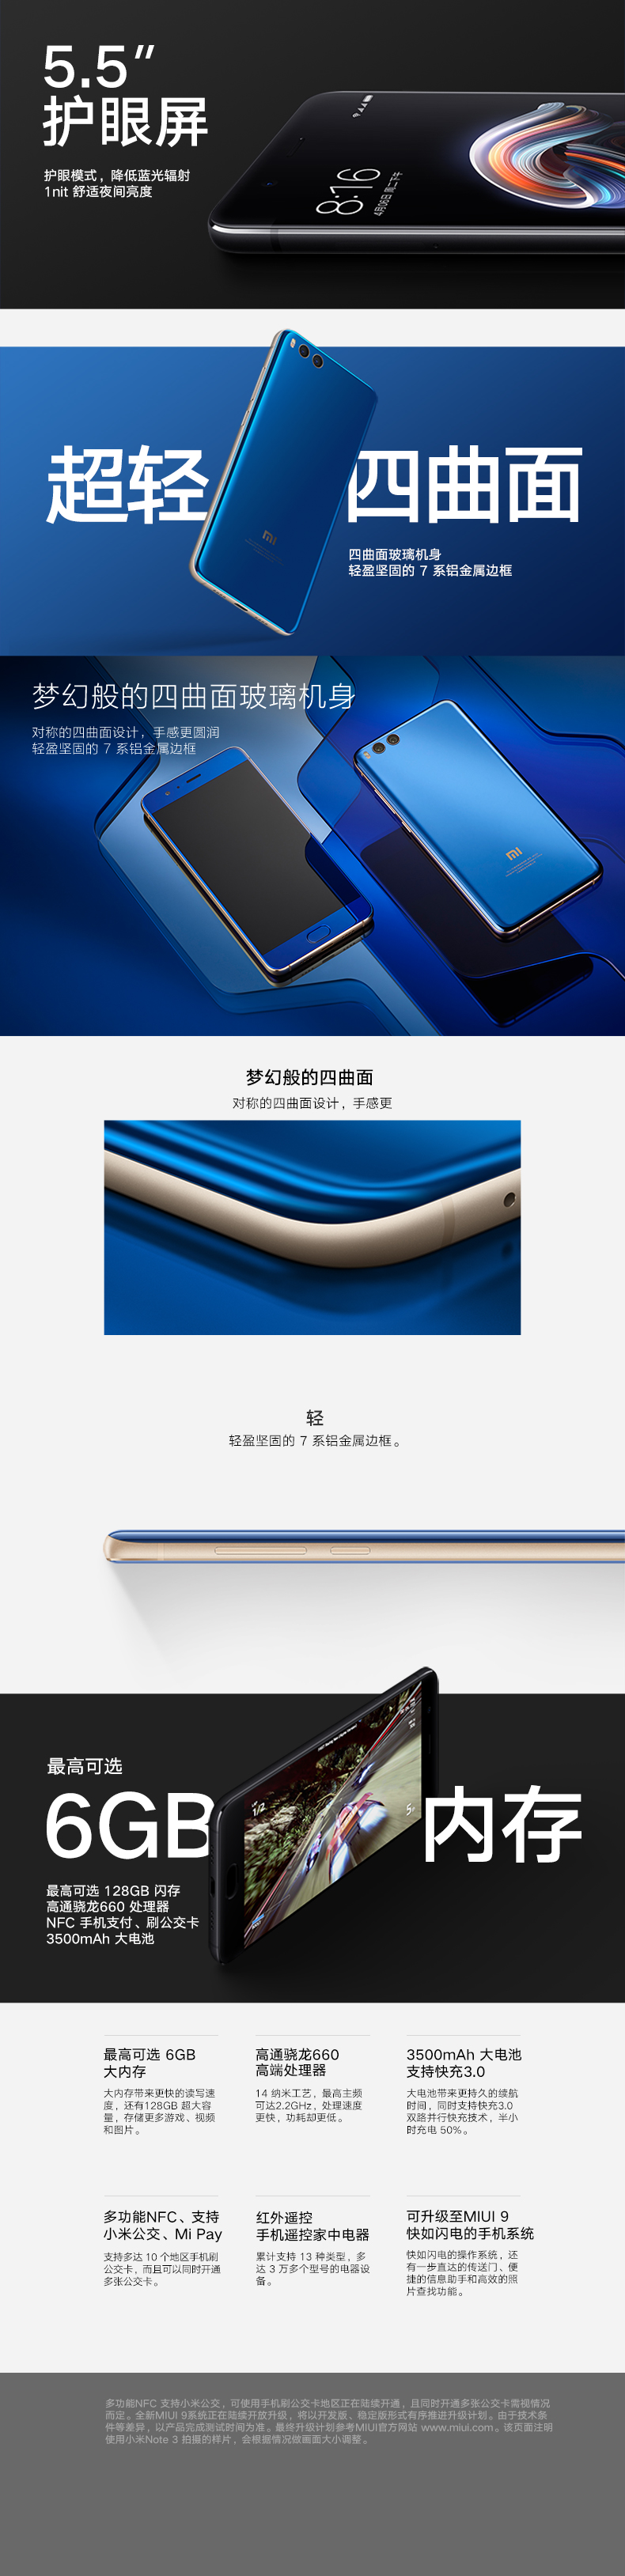 5.5″
护眼屏
护眼模式，降低蓝光辐射
1nit 舒适夜间亮度
8:16
4月06日 周二下午
超轻 四曲面
mi
四曲面玻璃机身
轻盈坚固的 7 系铝金属边框
梦幻般的四曲面玻璃机身
对称的四曲面设计，手感更圆润
轻盈坚固的 7 系铝金属边框
mi
梦幻般的四曲面
对称的四曲面设计，手感更
轻
轻盈坚固的 7 系铝金属边框。
最高可选
6GB 内存
最高可选 128GB 闪存
高通骁龙660 处理器
NFC 手机支付、刷公交卡
3500mAh 大电池
最高可选 6GB
大内存
大内存带来更快的读写速
度，还有128GB 超大容
量，存储更多游戏、视频
和图片。
高通骁龙660
高端处理器
14 纳米工艺，最高主频
可达2.2GHz，处理速度
更快，功耗却更低。
3500mAh 大电池
支持快充3.0
大电池带来更持久的续航
时间，同时支持快充3.0
双路并行快充技术，半小
时充电 50%。
多功能NFC、支持
小米公交、Mi Pay
支持多达 10 个地区手机刷
公交卡，而且可以同时开通
多张公交卡。
红外遥控
手机遥控家中电器
累计支持 13 种类型，多
达 3 万多个型号的电器设
备。
可升级至MIUI 9
快如闪电的手机系统
快如闪电的操作系统，还
有一步直达的传送门、便
捷的信息助手和高效的照
片查找功能。
多功能NFC 支持小米公交，可使用手机刷公交卡地区正在陆续开通，且同时开通多张公交卡需视情况
而定。全新MIUI 9系统正在陆续开放升级，将以开发版、稳定版形式有序推进升级计划。由于技术条
件等差异，以产品完成测试时间为准。最终升级计划参考MIUI官方网站 www.miui.com。该页面注明
使用小米Note 3 拍摄的样片，会根据情况做画面大小调整。